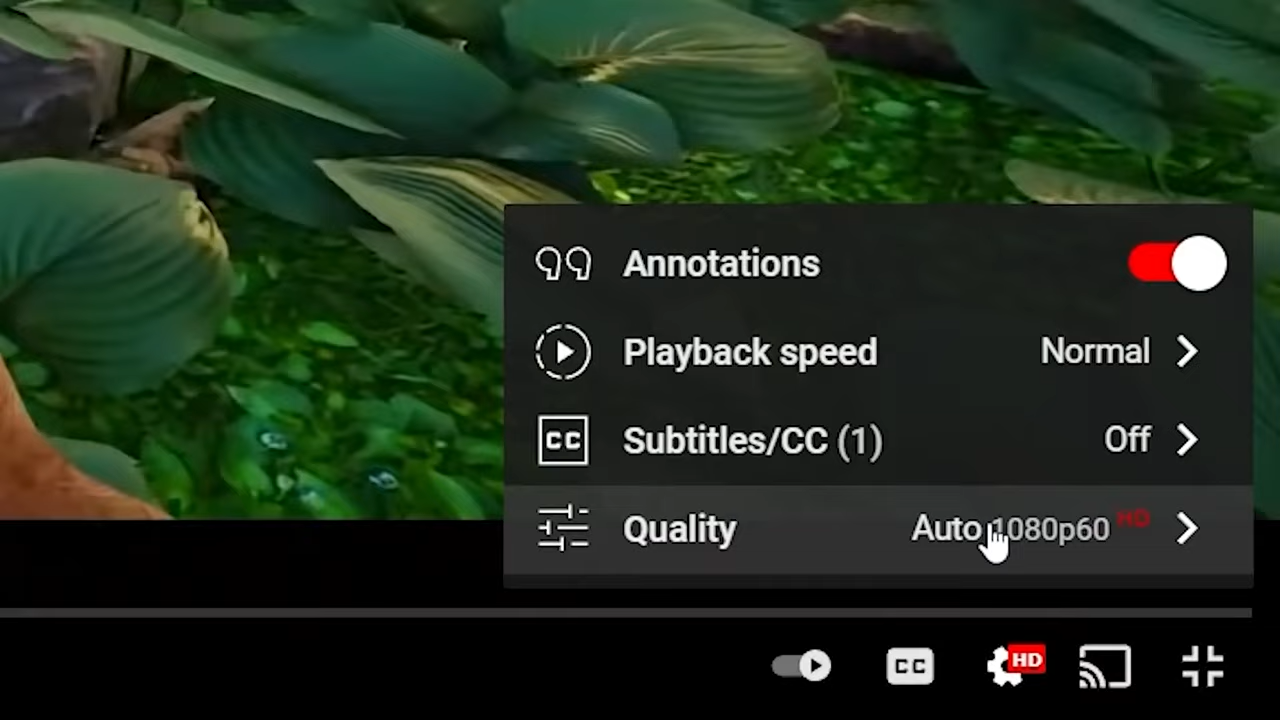 Annotations
Playback speed Normal
Subtitles/CC (1) Off
Quality Auto 1080p60 HD
CC HD